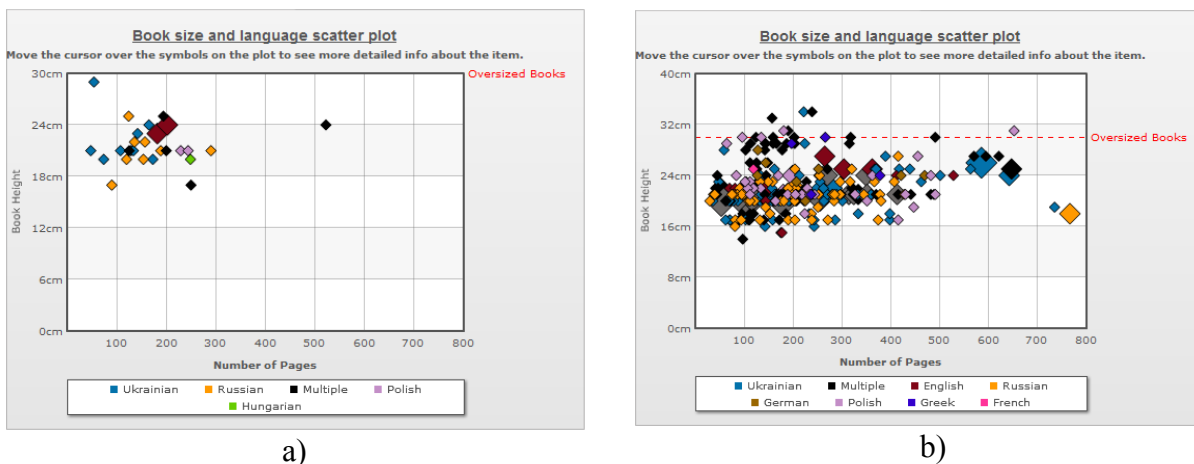 Book size and language scatter plot
Move the cursor over the symbols on the plot to see more detailed info about the item.
30cm
Oversized Books
24cm
18cm
12cm
6cm
0cm
Book Height
100 200 300 400 500 600 700 800
Number of Pages
Ukrainian Russian Multiple Polish
Hungarian
a)
Book size and language scatter plot
Move the cursor over the symbols on the plot to see more detailed info about the item.
40cm
32cm
Oversized Books
24cm
16cm
8cm
0cm
Book Height
100 200 300 400 500 600 700 800
Number of Pages
Ukrainian Multiple English Russian
German Polish Greek French
b)